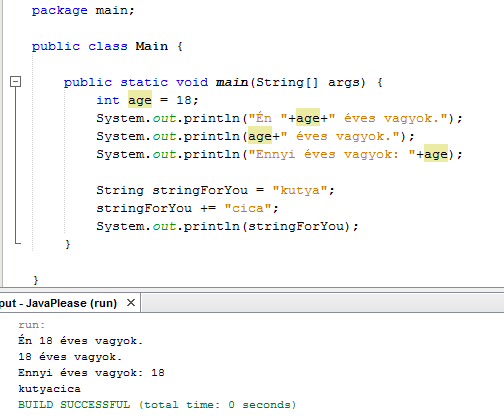 package main;
public class Main {
public static void main(String[] args) {
int age = 18;
System.out.println("Én "+age+" éves vagyok.");
System.out.println(age+" éves vagyok.");
System.out.println("Ennyi éves vagyok: "+age);
String stringForYou = "kutya";
stringForYou += "cica";
System.out.println(stringForYou);
}
}
put - JavaPlease (run)
run:
Én 18 éves vagyok.
18 éves vagyok.
Ennyi éves vagyok: 18
kutyacica
BUILD SUCCESSFUL (total time: 0 seconds)